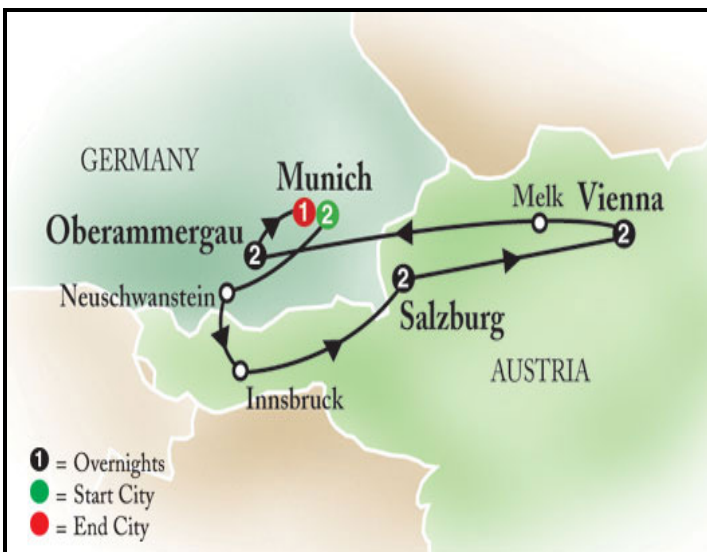 GERMANY
Munich
1 2
Oberammergau
2
Melk
Vienna
2
Neuschwanstein
2
Salzburg
AUSTRIA
Innsbruck
1 = Overnights
= Start City
= End City